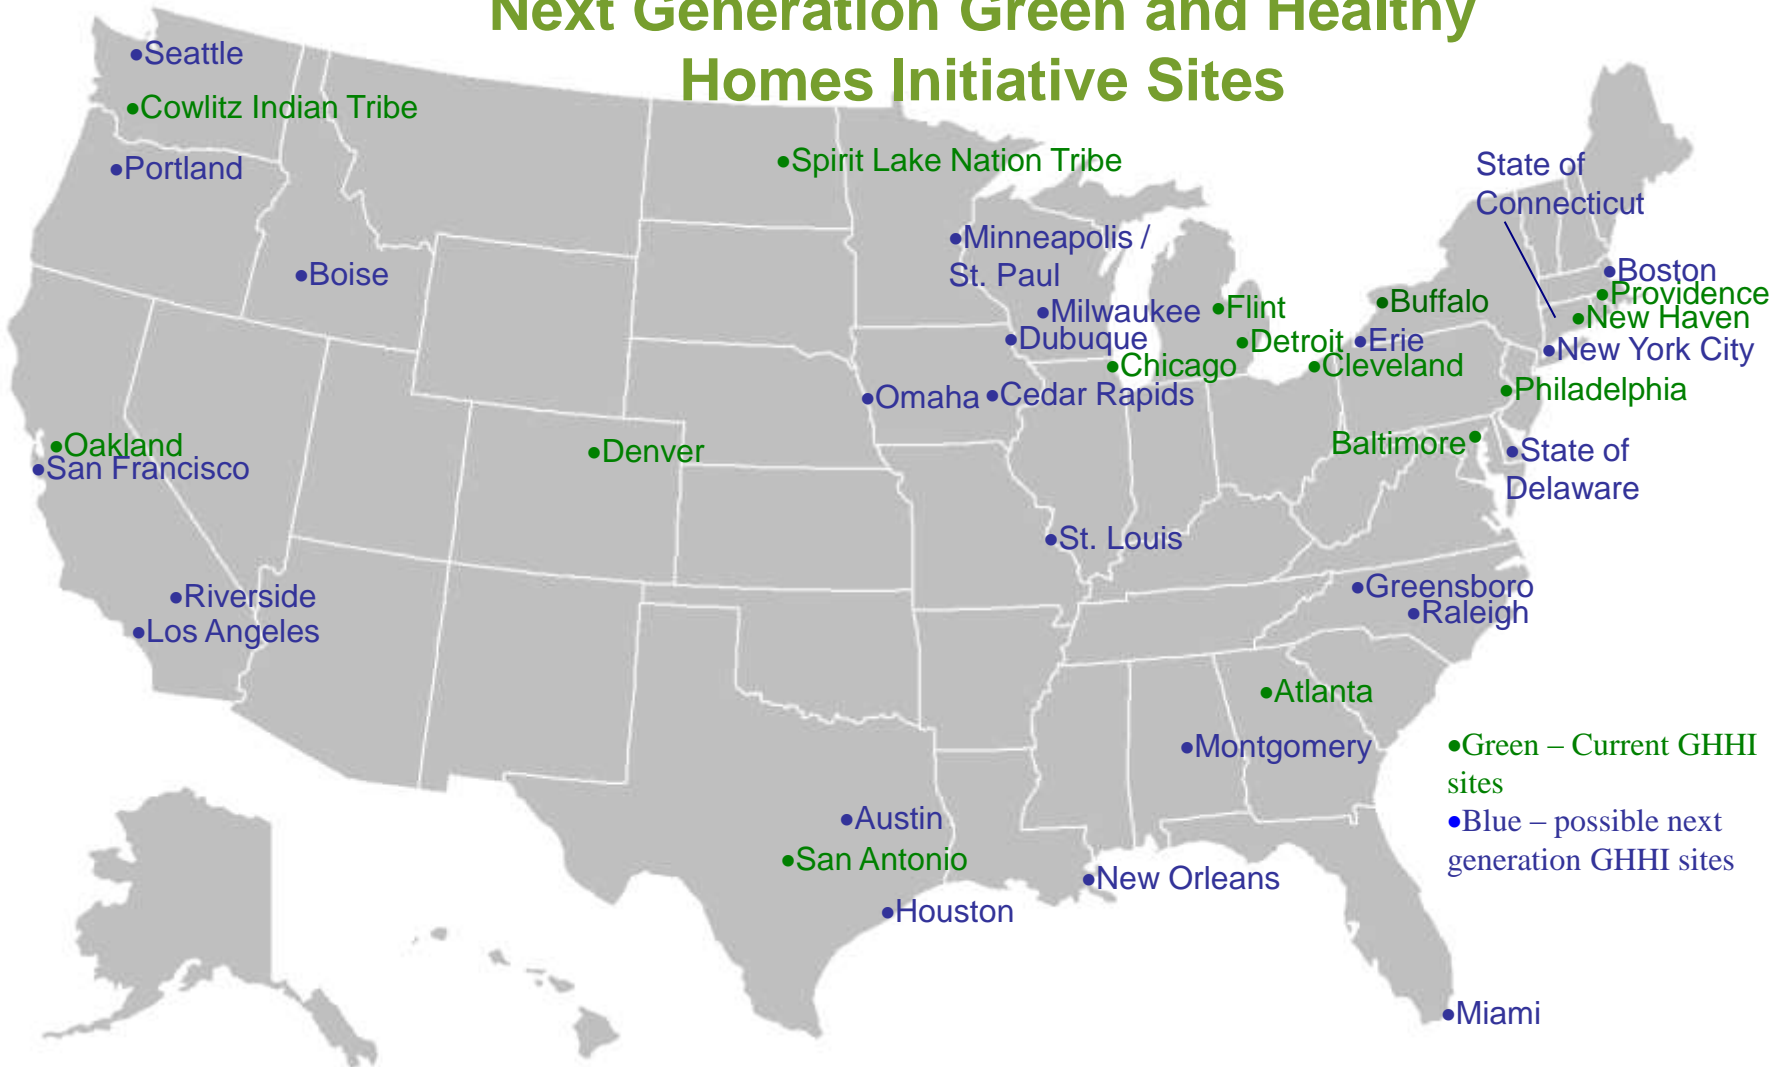 Next Generation Green and Healthy
Homes Initiative Sites
•Seattle
•Cowlitz Indian Tribe
•Portland
•Spirit Lake Nation Tribe
State of
Connecticut
•Minneapolis /
St. Paul
•Boise
•Boston
•Providence
•Buffalo
•Flint
•Milwaukee
•New Haven
•Dubuque
•Detroit
•Erie
•New York City
•Chicago
•Cleveland
•Omaha
•Cedar Rapids
•Philadelphia
•Oakland
•San Francisco
•Denver
Baltimore•
•State of
Delaware
•St. Louis
•Riverside
•Los Angeles
•Greensboro
•Raleigh
•Atlanta
•Montgomery
•Green – Current GHHI
sites
•Blue – possible next
generation GHHI sites
•Austin
•San Antonio
•New Orleans
•Houston
•Miami